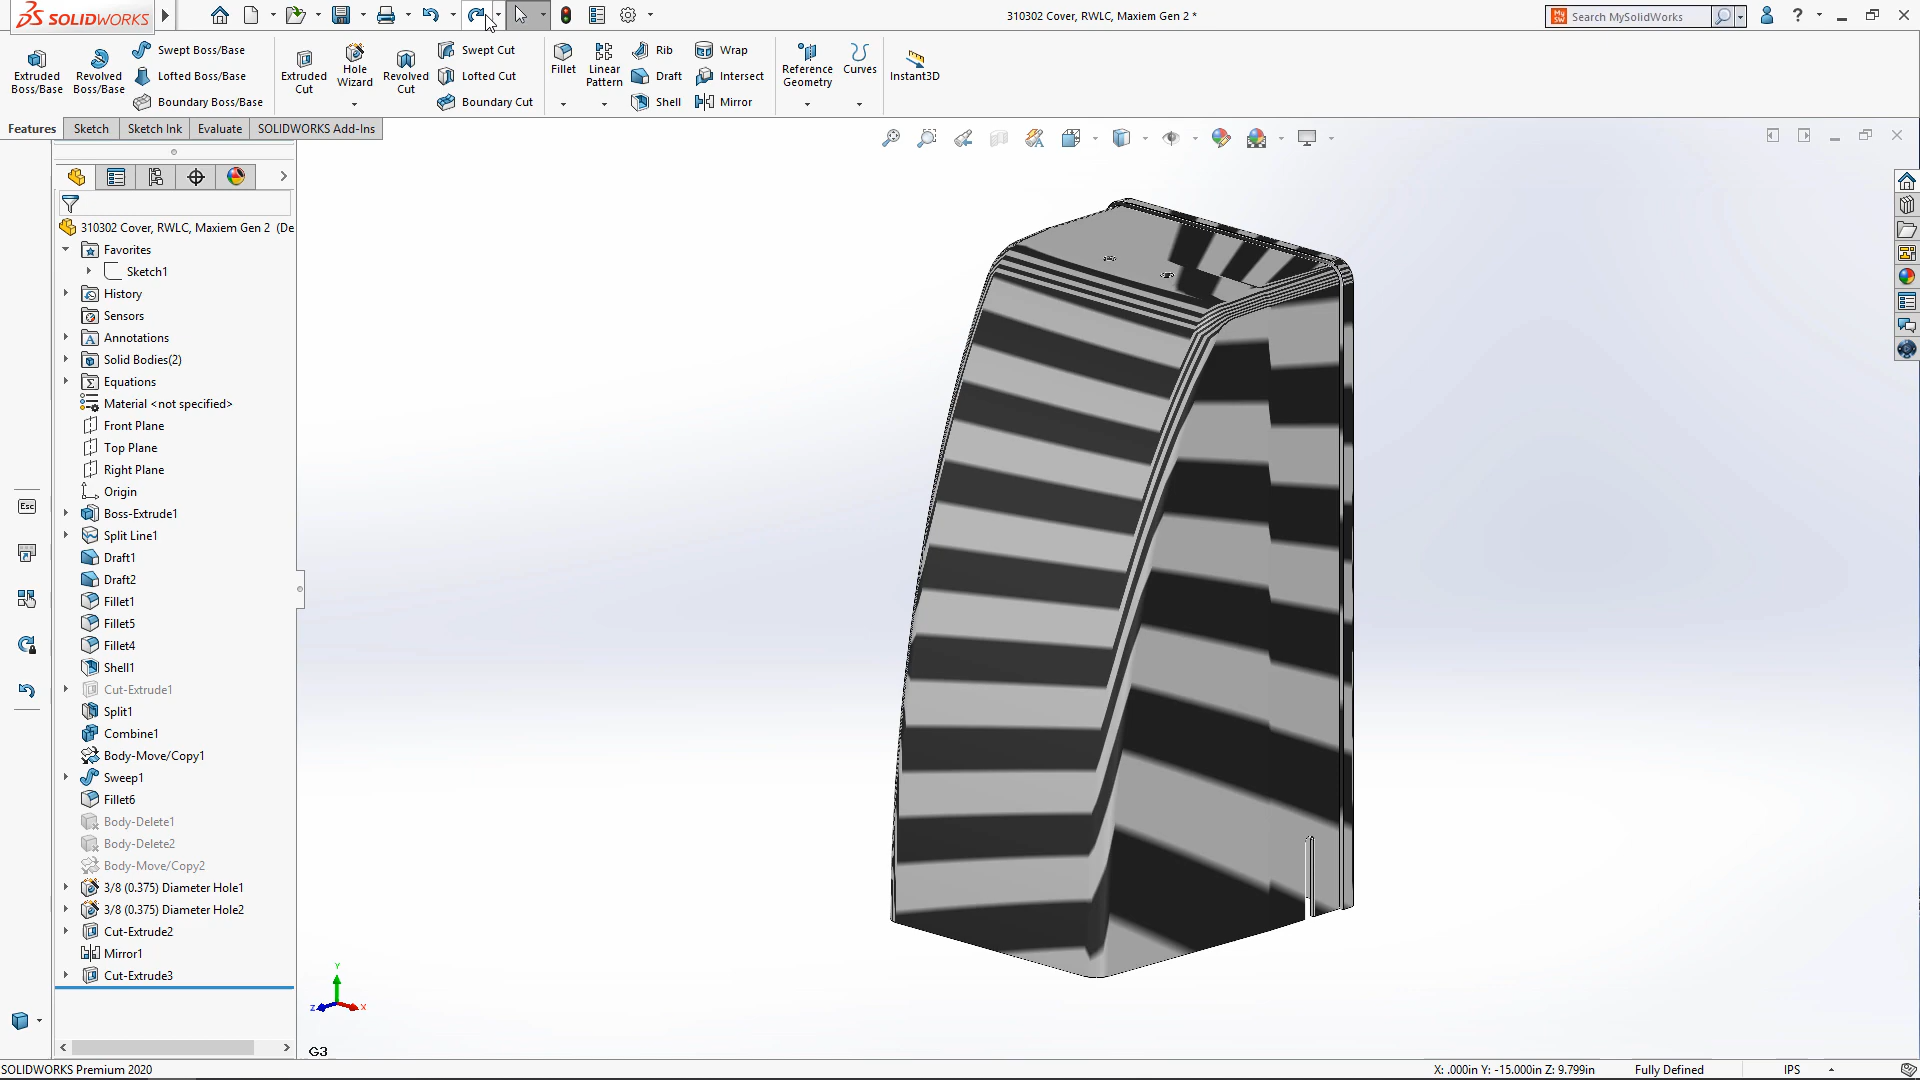 SOLIDWORKS
310302 Cover, RWLC, Maxiem Gen 2 *
My
SW
Search MySolidWorks
?
Extruded
Boss/Base
Revolved
Boss/Base
Swept Boss/Base
Lofted Boss/Base
Boundary Boss/Base
Extruded
Cut
Hole
Wizard
Revolved
Cut
Swept Cut
Lofted Cut
Boundary Cut
Fillet
Linear
Pattern
Rib
Draft
Shell
Wrap
Intersect
Mirror
Reference
Geometry
Curves
Instant3D
Features
Sketch
Sketch Ink
Evaluate
SOLIDWORKS Add-Ins
310302 Cover, RWLC, Maxiem Gen 2 (De
Favorites
Sketch1
History
Sensors
Annotations
Solid Bodies(2)
Equations
Material <not specified>
Front Plane
Top Plane
Right Plane
Origin
Boss-Extrude1
Split Line1
Draft1
Draft2
Fillet1
Fillet5
Fillet4
Shell1
Cut-Extrude1
Split1
Combine1
Body-Move/Copy1
Sweep1
Fillet6
Body-Delete1
Body-Delete2
Body-Move/Copy2
3/8 (0.375) Diameter Hole1
3/8 (0.375) Diameter Hole2
Cut-Extrude2
Mirror1
Cut-Extrude3
Esc
Y
Z
X
G3
SOLIDWORKS Premium 2020
X: .000in Y: -15.000in Z: 9.799in
Fully Defined
IPS